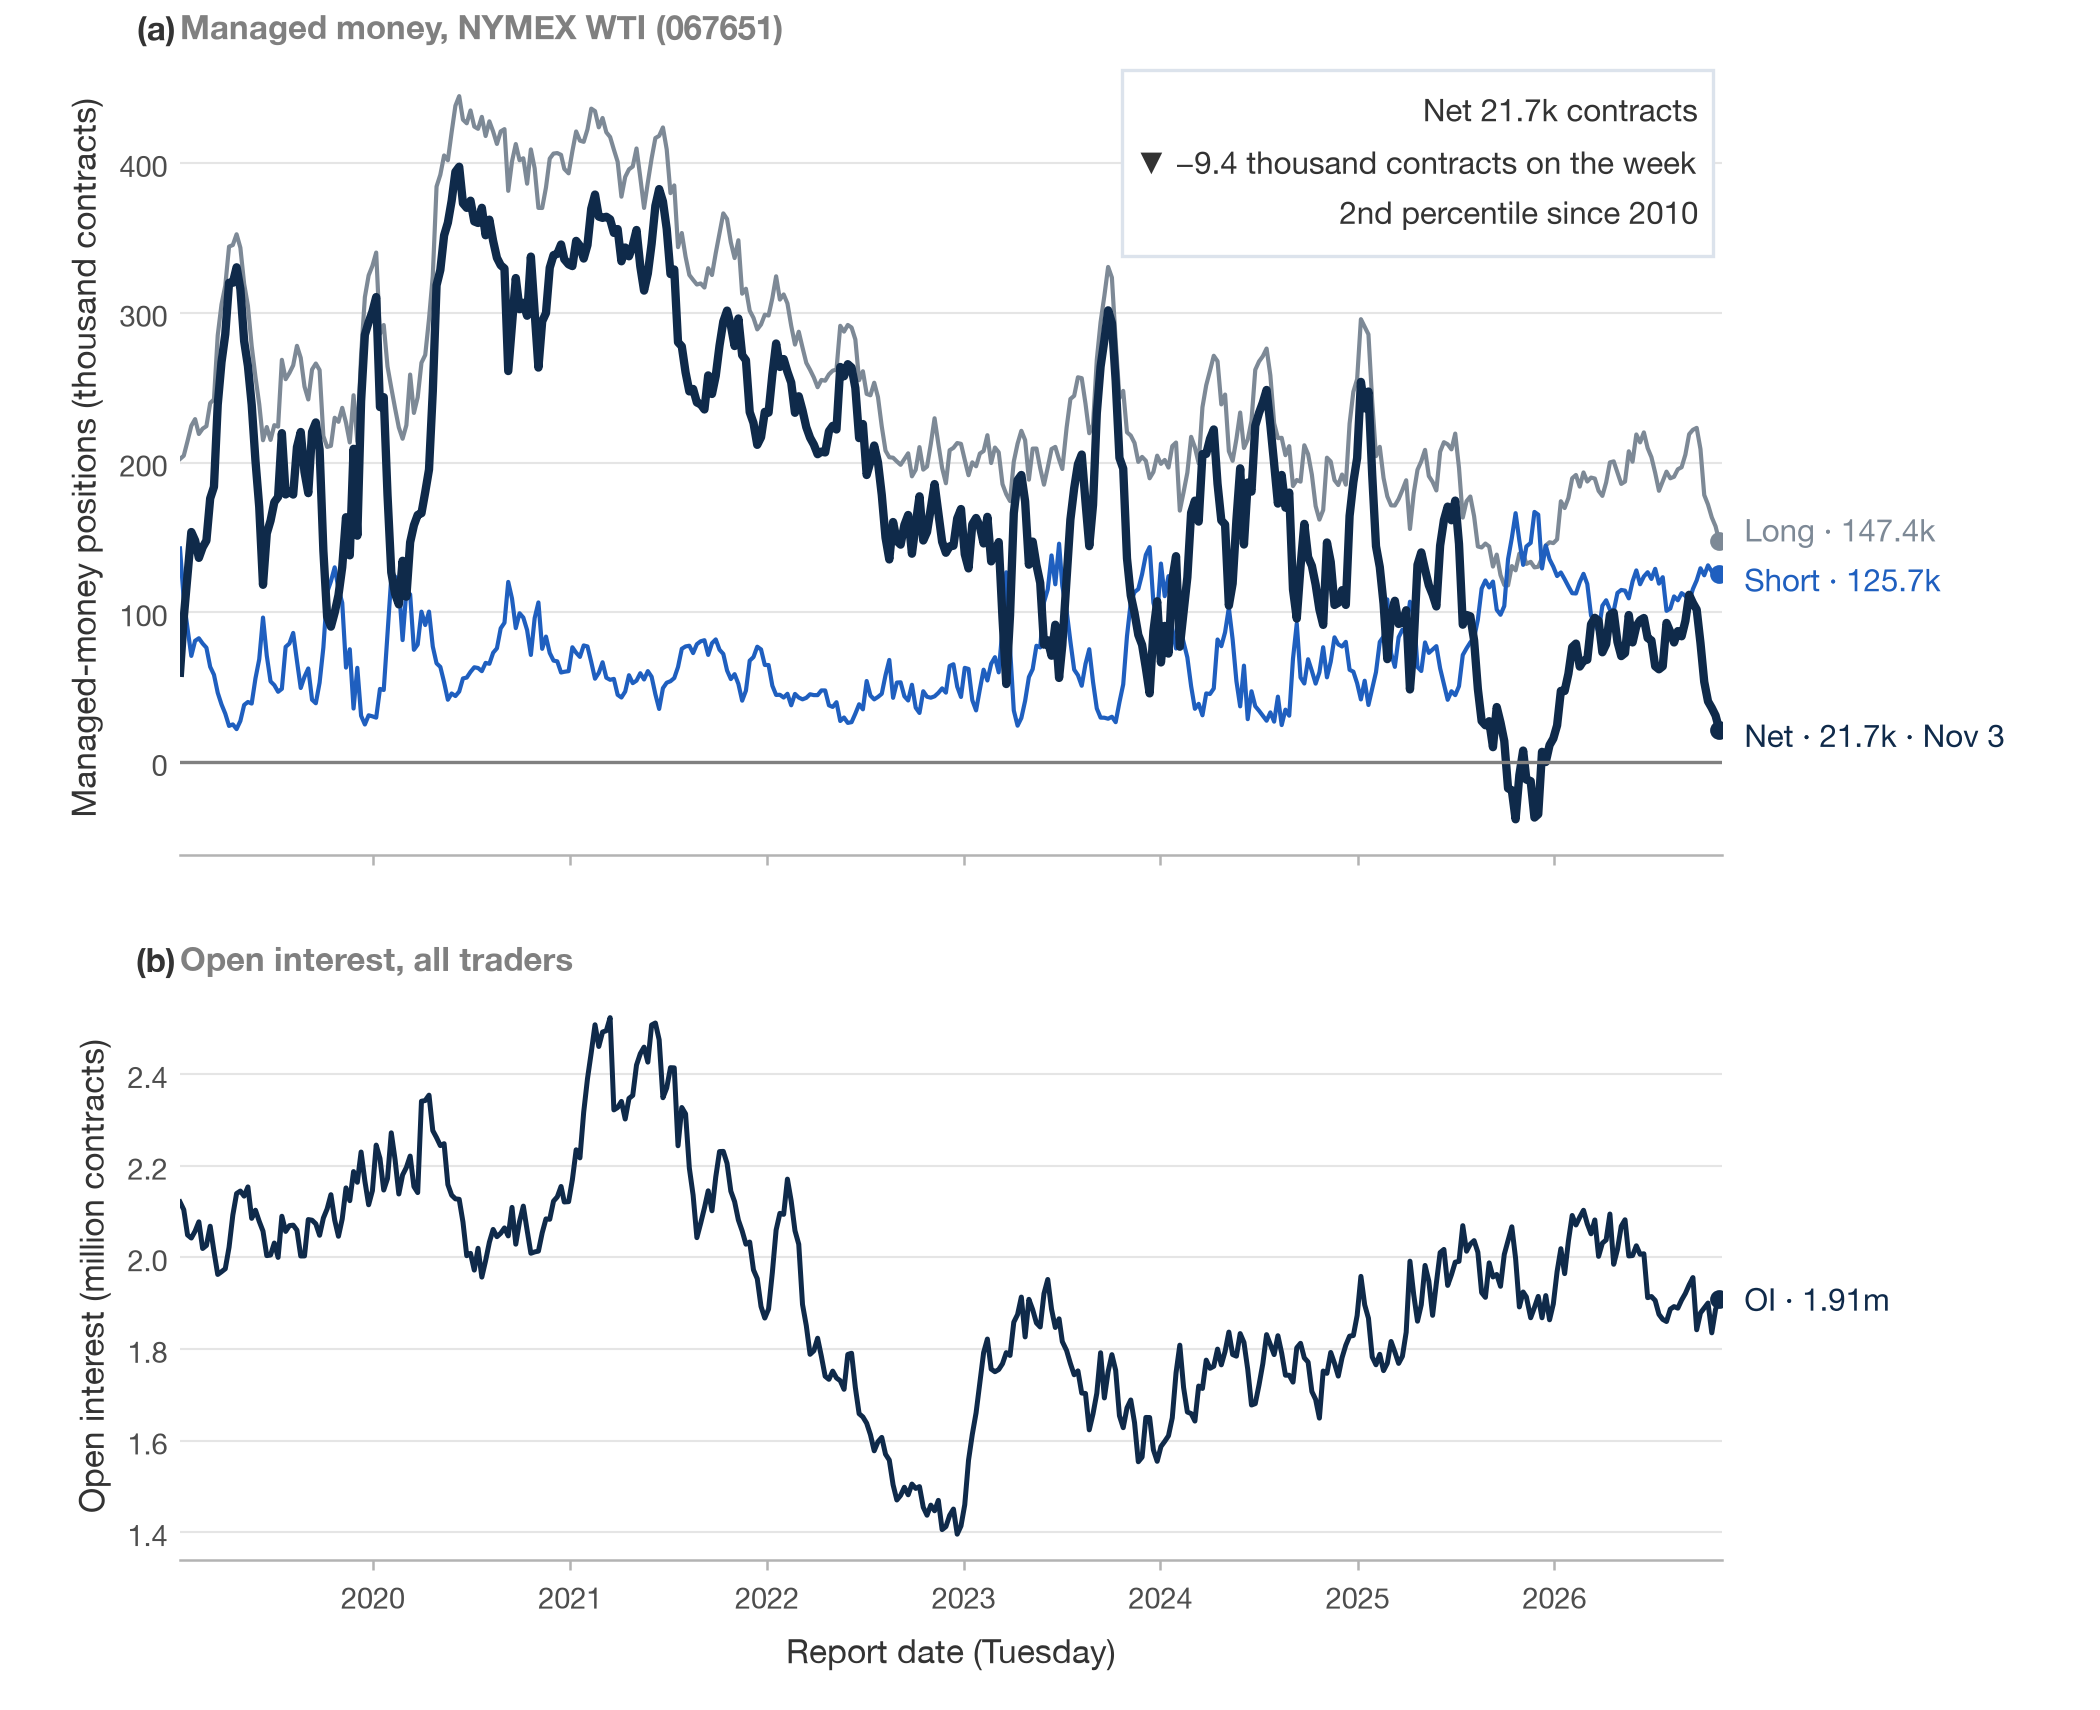 (a) Managed money, NYMEX WTI (067651)
Managed-money positions (thousand contracts)
Net 21.7k contracts
▼ −9.4 thousand contracts on the week
2nd percentile since 2010
400
300
200
100
0
Long · 147.4k
Short · 125.7k
Net · 21.7k · Nov 3
(b) Open interest, all traders
Open interest (million contracts)
2.4
2.2
2.0
1.8
1.6
1.4
OI · 1.91m
2020 2021 2022 2023 2024 2025 2026
Report date (Tuesday)